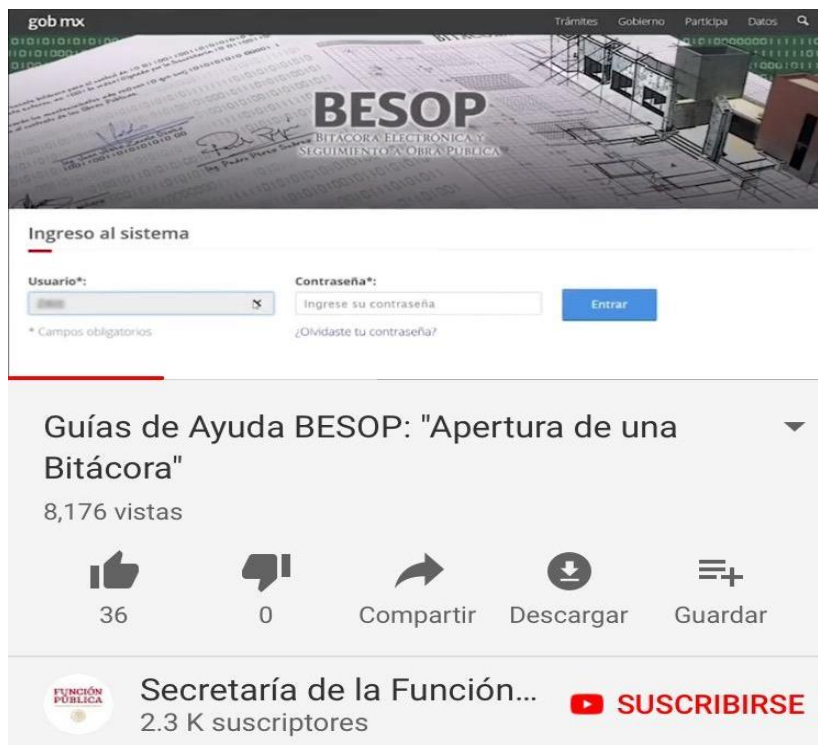 gob mx
Trámites Gobierno Participa Datos
BESOP
BITÁCORA ELECTRÓNICA Y
SEGUIMIENTO A OBRA PÚBLICA
Ingreso al sistema
Usuario*:
Contraseña*:
Ingrese su contraseña
Entrar
* Campos obligatorios
¿Olvidaste tu contraseña?
Guías de Ayuda BESOP: "Apertura de una
Bitácora"
8,176 vistas
36
0
Compartir
Descargar
Guardar
FUNCIÓN
PÚBLICA
Secretaría de la Función...
2.3 K suscriptores
SUSCRIBIRSE